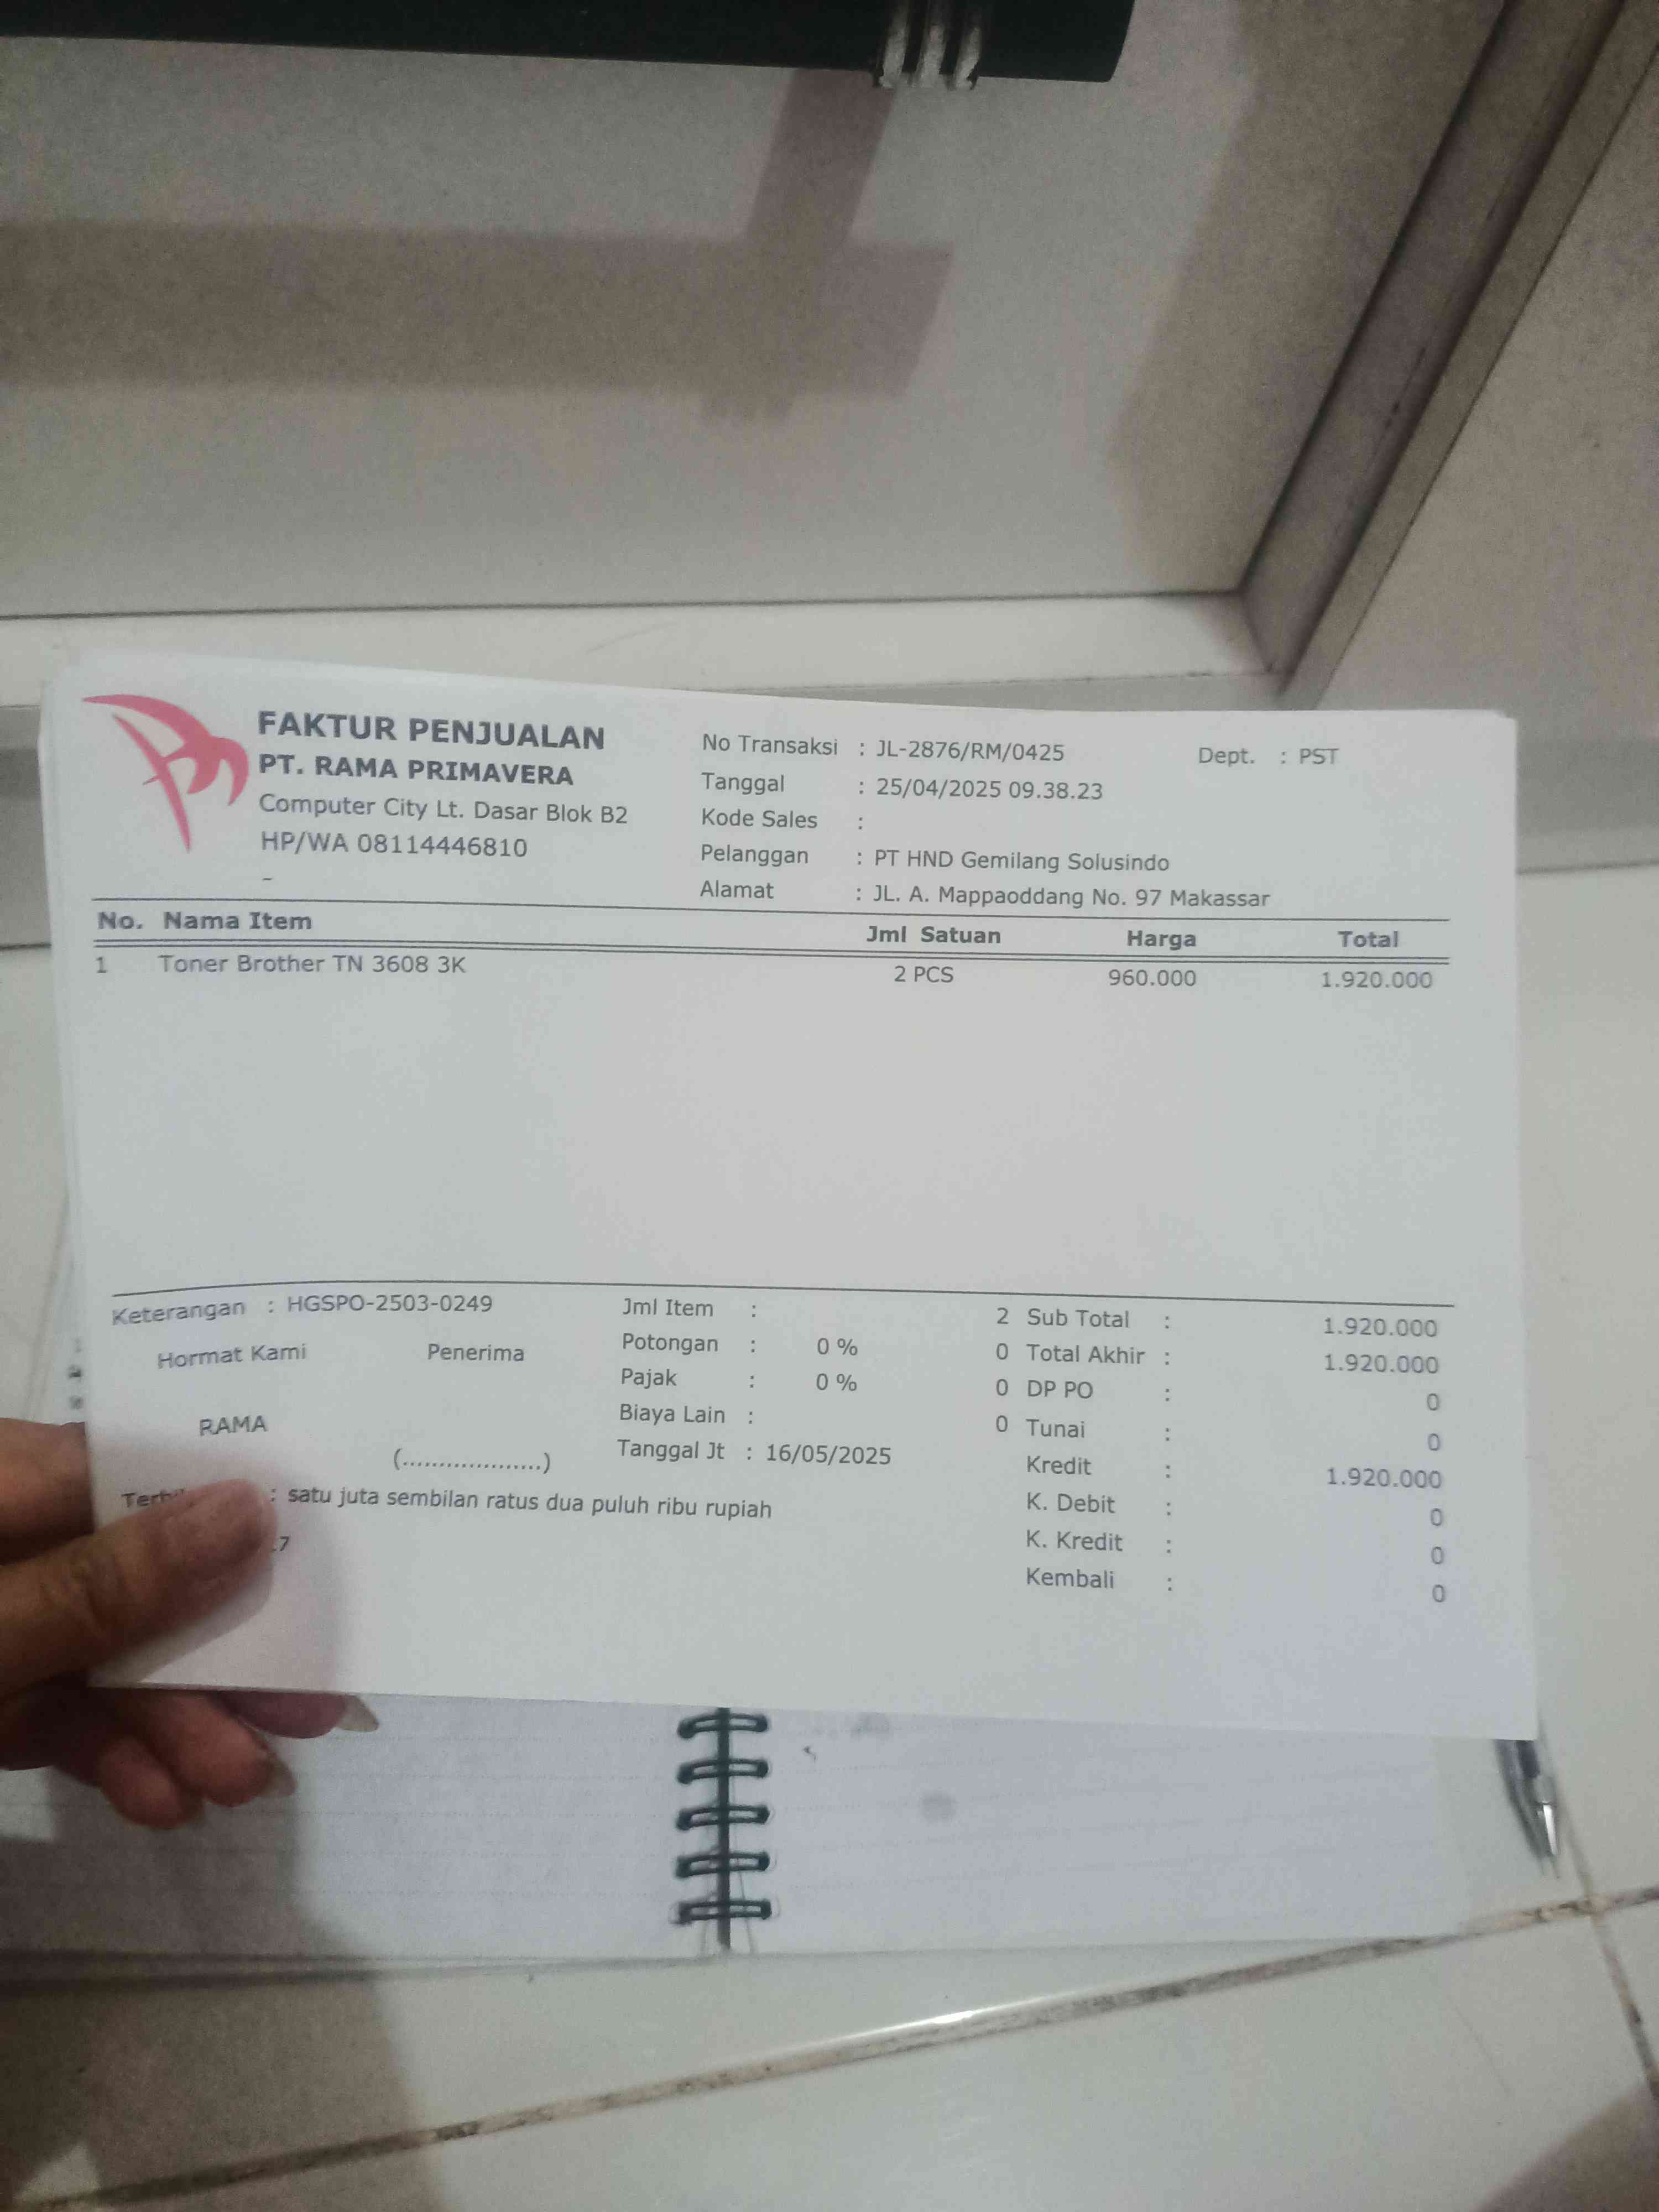 FAKTUR PENJUALAN
PT. RAMA PRIMAVERA
Computer City Lt. Dasar Blok B2
HP/WA 08114446810
-
No Transaksi : JL-2876/RM/0425 Dept. : PST
Tanggal : 25/04/2025 09.38.23
Kode Sales :
Pelanggan : PT HND Gemilang Solusindo
Alamat : JL. A. Mappaoddang No. 97 Makassar
No. Nama Item Jml Satuan Harga Total
1 Toner Brother TN 3608 3K 2 PCS 960.000 1.920.000
Keterangan : HGSPO-2503-0249
Hormat Kami Penerima
RAMA
(...................)
Jml Item : 2
Potongan : 0 % 0
Pajak : 0 % 0
Biaya Lain : 0
Tanggal Jt : 16/05/2025
Sub Total : 1.920.000
Total Akhir : 1.920.000
DP PO : 0
Tunai : 0
Kredit : 1.920.000
K. Debit : 0
K. Kredit : 0
Kembali : 0
: satu juta sembilan ratus dua puluh ribu rupiah